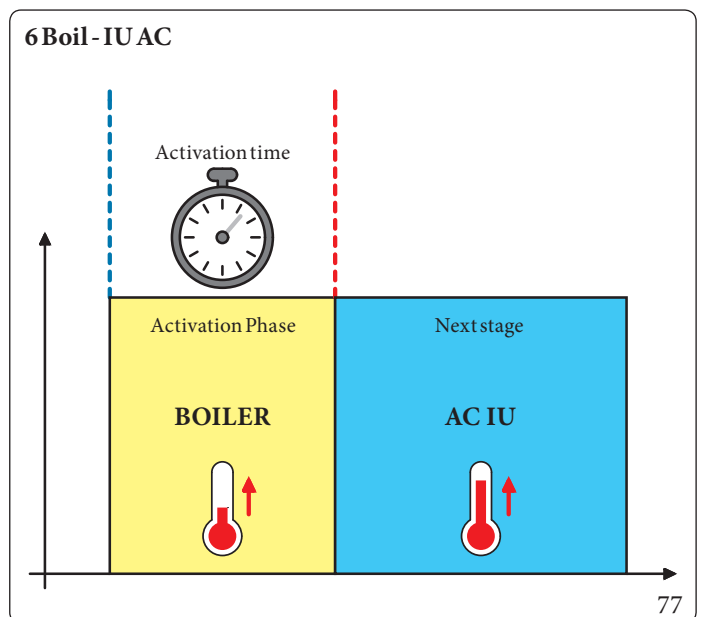 6 Boil - IU AC
Activation time
Activation Phase
Next stage
BOILER
AC IU
77